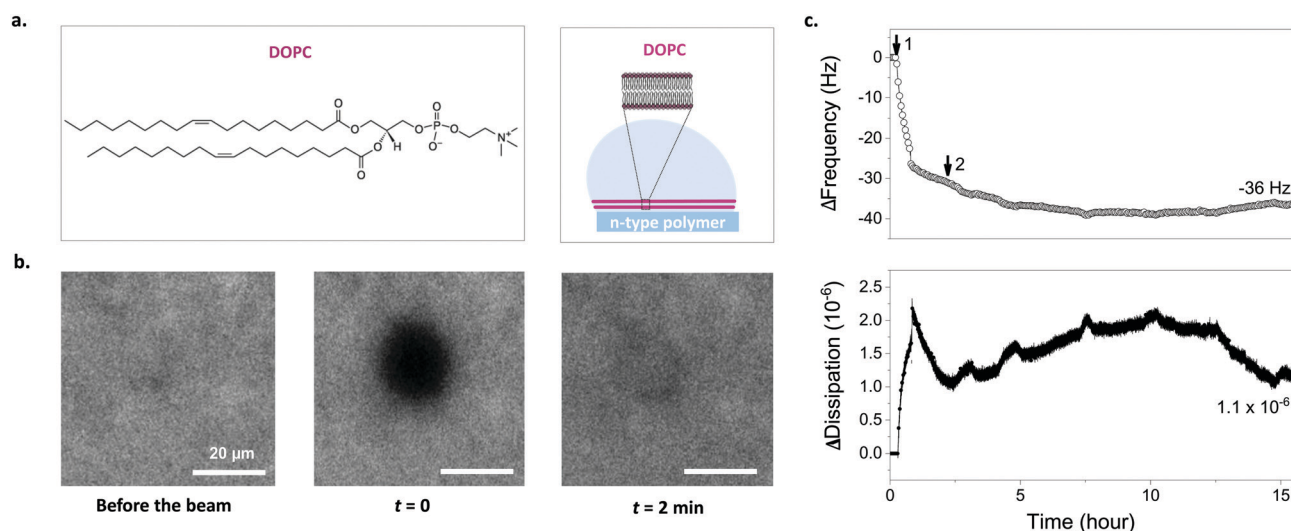 a.
DOPC
O
O
O
O
H
O
P
O
O
O⁻
N⁺
DOPC
n-type polymer
b.
20 µm
Before the beam
t = 0
t = 2 min
c.
1
2
-36 Hz
0
-10
-20
-30
-40
ΔFrequency (Hz)
2.5
2.0
1.5
1.0
0.5
0.0
ΔDissipation (10⁻⁶)
1.1 x 10⁻⁶
0
5
10
15
Time (hour)